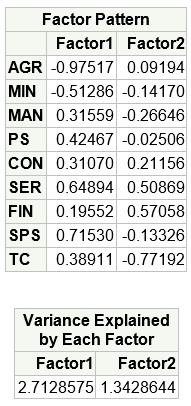 Factor Pattern
Factor1 Factor2
AGR -0.97517 0.09194
MIN -0.51286 -0.14170
MAN 0.31559 -0.26646
PS 0.42467 -0.02506
CON 0.31070 0.21156
SER 0.64894 0.50869
FIN 0.19552 0.57058
SPS 0.71530 -0.13326
TC 0.38911 -0.77192
Variance Explained
by Each Factor
Factor1 Factor2
2.7128575 1.3428644